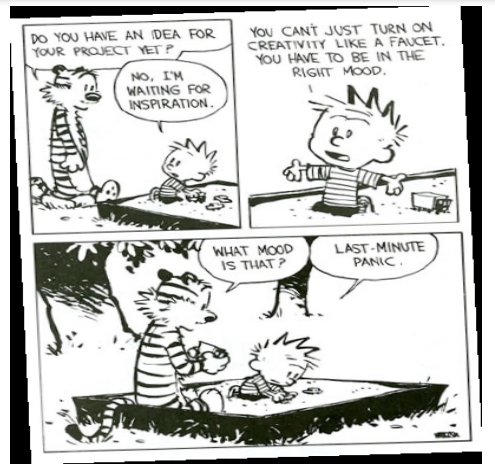 DO YOU HAVE AN IDEA FOR
YOUR PROJECT YET?
NO, I'M
WAITING FOR
INSPIRATION.
YOU CAN'T JUST TURN ON
CREATIVITY LIKE A FAUCET.
YOU HAVE TO BE IN THE
RIGHT MOOD.
WHAT MOOD
IS THAT?
LAST-MINUTE
PANIC.